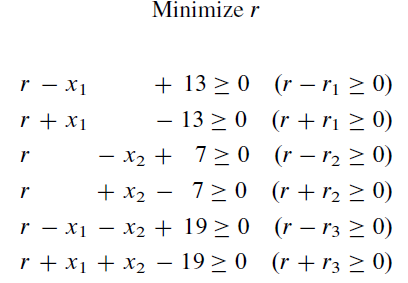 Minimize r
r − x₁ + 13 ≥ 0 (r − r₁ ≥ 0)
r + x₁ − 13 ≥ 0 (r + r₁ ≥ 0)
r − x₂ + 7 ≥ 0 (r − r₂ ≥ 0)
r + x₂ − 7 ≥ 0 (r + r₂ ≥ 0)
r − x₁ − x₂ + 19 ≥ 0 (r − r₃ ≥ 0)
r + x₁ + x₂ − 19 ≥ 0 (r + r₃ ≥ 0)